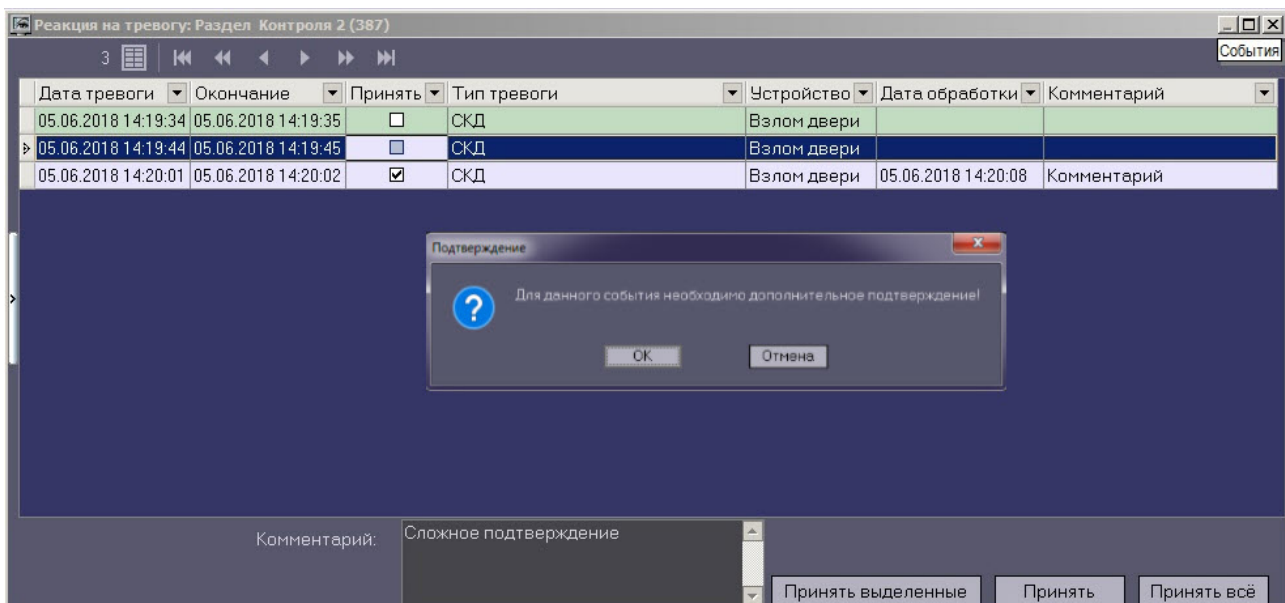 Реакция на тревогу: Раздел Контроля 2 (387)
События
3
Дата тревоги Окончание Принять Тип тревоги Устройство Дата обработки Комментарий
05.06.2018 14:19:34 05.06.2018 14:19:35 СКД Взлом двери
05.06.2018 14:19:44 05.06.2018 14:19:45 СКД Взлом двери
05.06.2018 14:20:01 05.06.2018 14:20:02 СКД Взлом двери 05.06.2018 14:20:08 Комментарий
Подтверждение
Для данного события необходимо дополнительное подтверждение!
OK Отмена
Комментарий: Сложное подтверждение
Принять выделенные Принять Принять всё